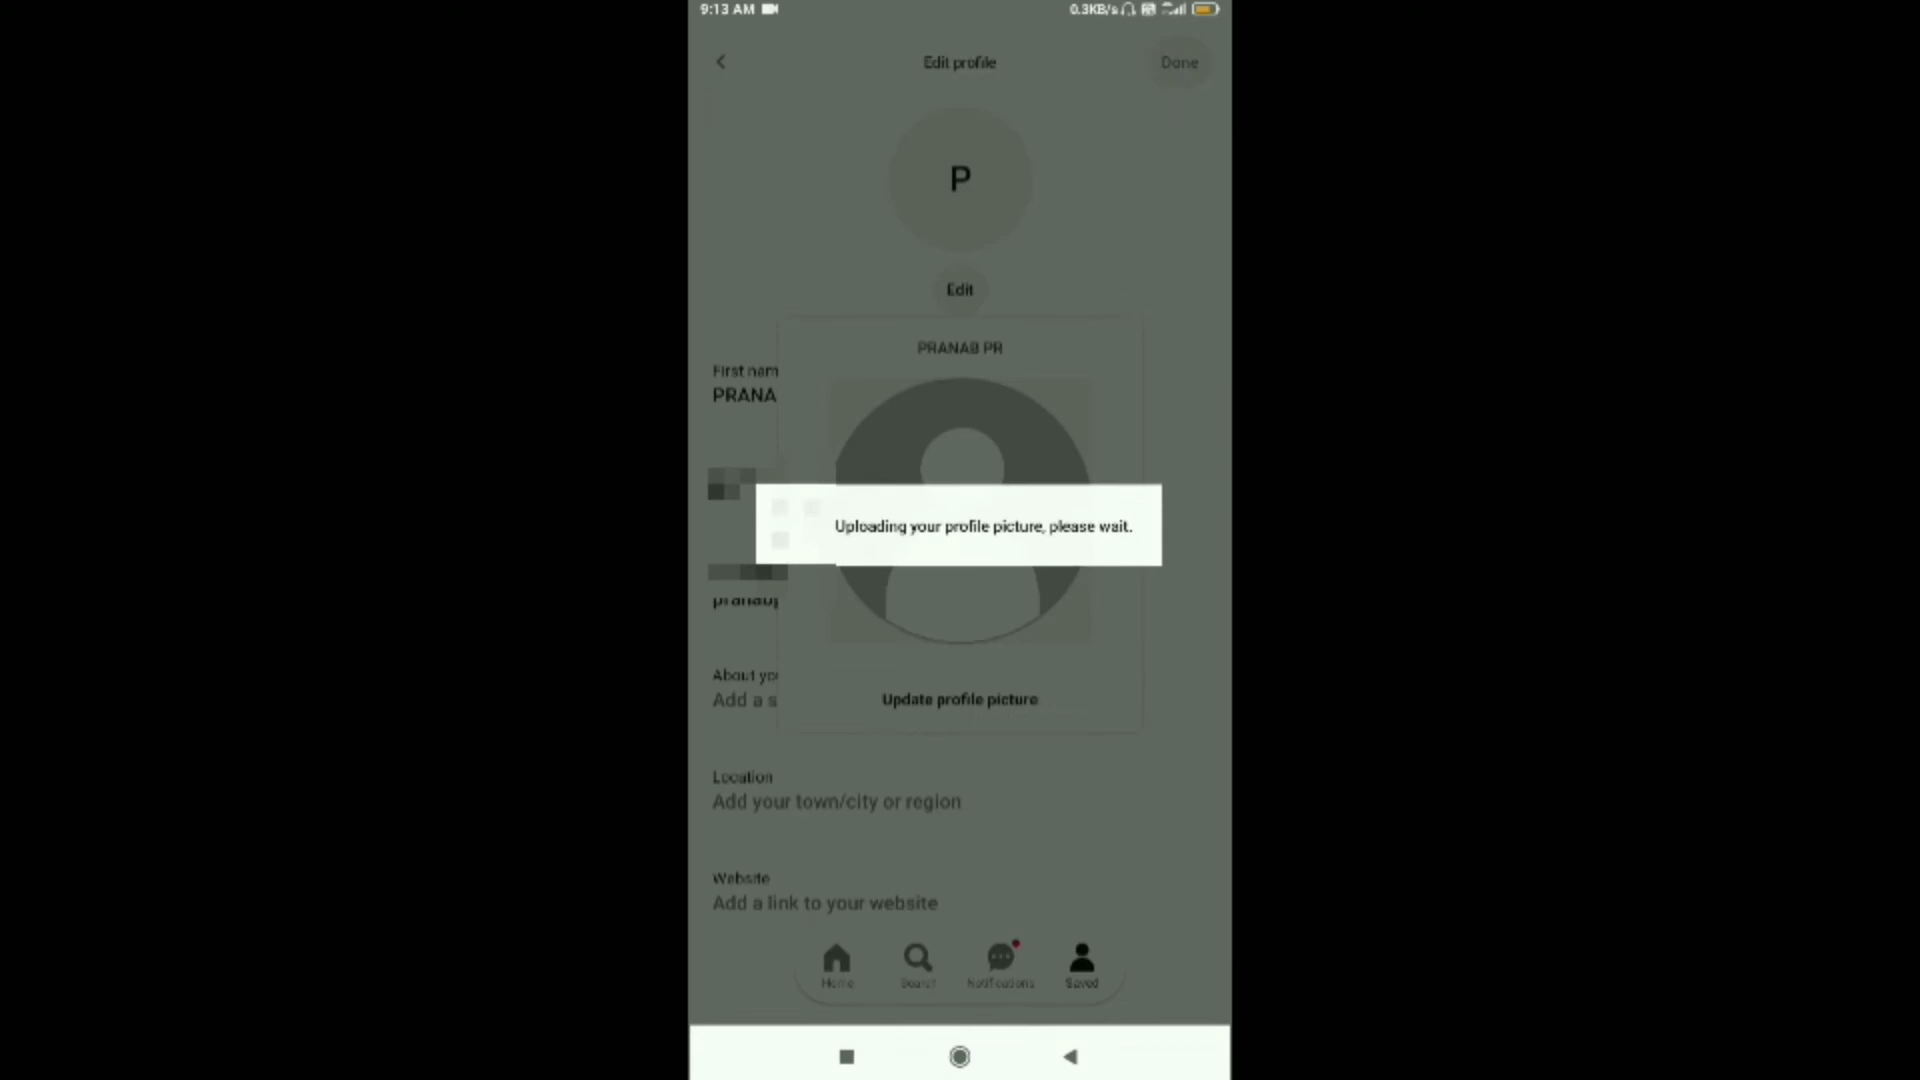 9:13 AM
0.3KB/s
Edit profile
Done
P
Edit
PRANAB PR
First nam
PRANA
Uploading your profile picture, please wait.
About yo
Add a s
Update profile picture
Location
Add your town/city or region
Website
Add a link to your website
Home
Search
Notifications
Saved